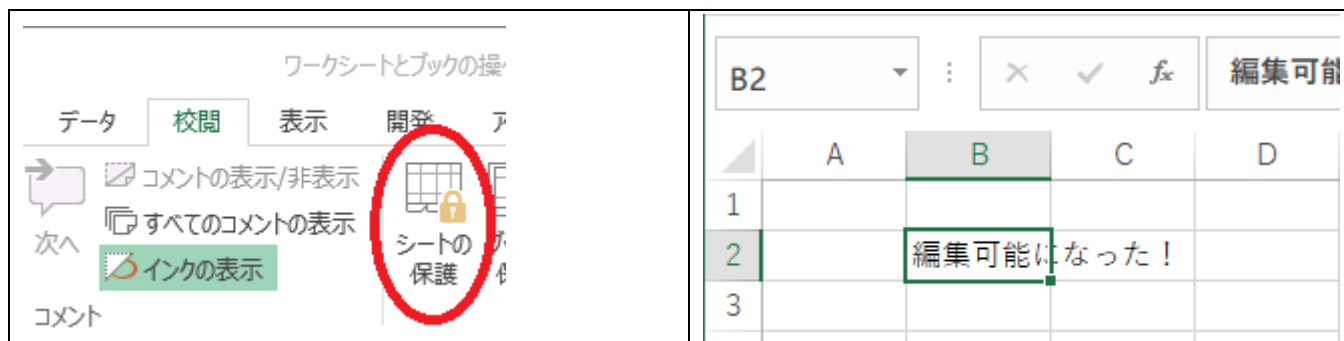 ワークシートとブックの操
データ 校閲 表示 開発 ア
コメントの表示/非表示
すべてのコメントの表示
次へ
インクの表示
シートの
保護
コメント
B2 fx 編集可能
A B C D
1
2 編集可能になった！
3